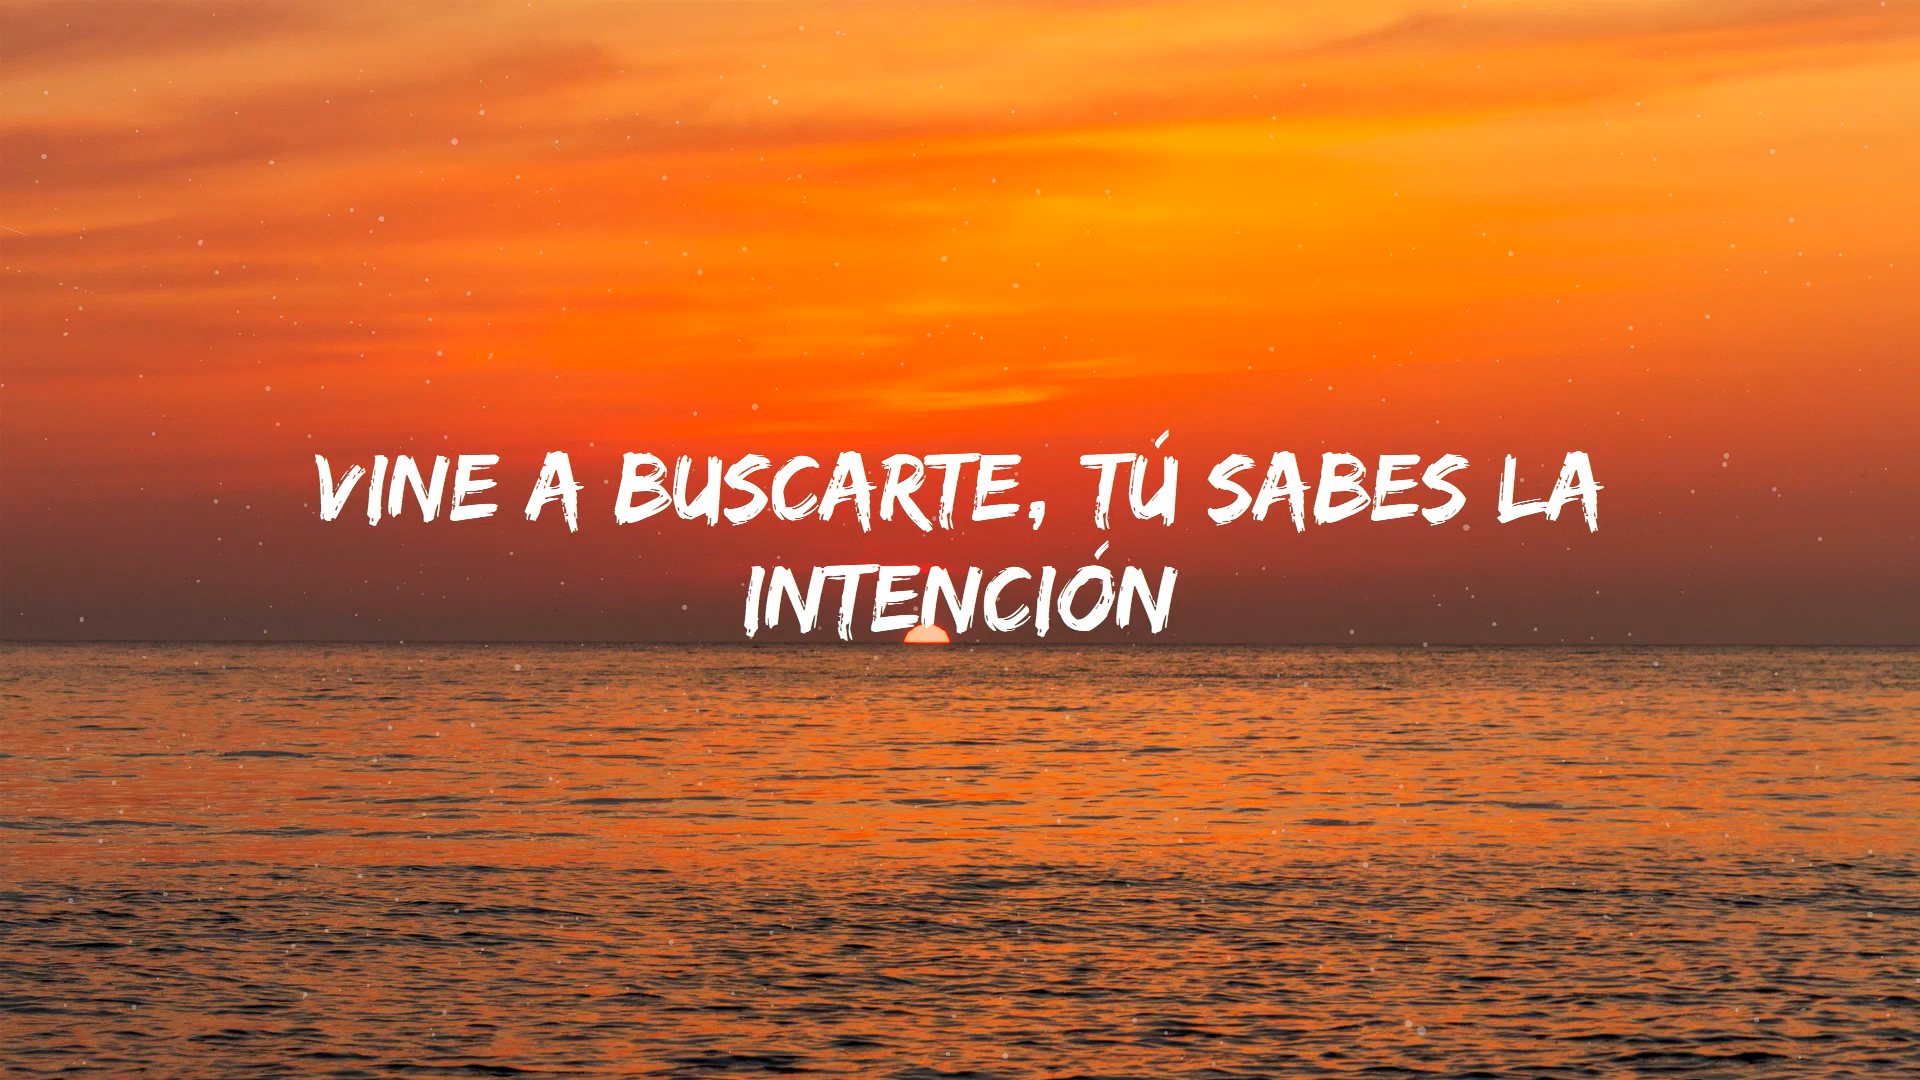 VINE A BUSCARTE, TÚ SABES LA
INTENCIÓN